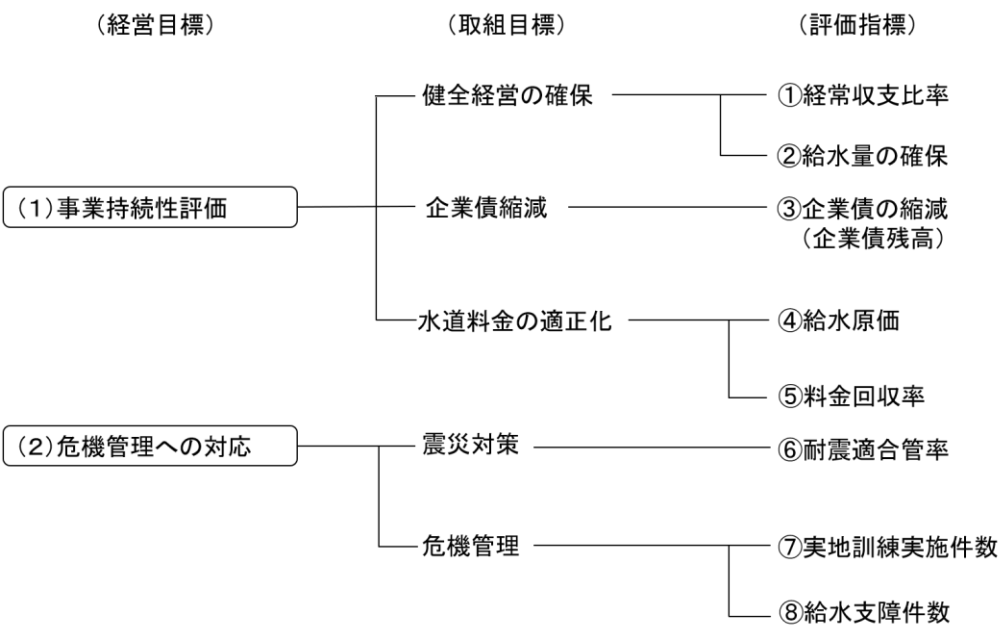 （経営目標）
（取組目標）
（評価指標）
健全経営の確保
①経常収支比率
②給水量の確保
（１）事業持続性評価
企業債縮減
③企業債の縮減
（企業債残高）
水道料金の適正化
④給水原価
⑤料金回収率
（２）危機管理への対応
震災対策
⑥耐震適合管率
危機管理
⑦実地訓練実施件数
⑧給水支障件数